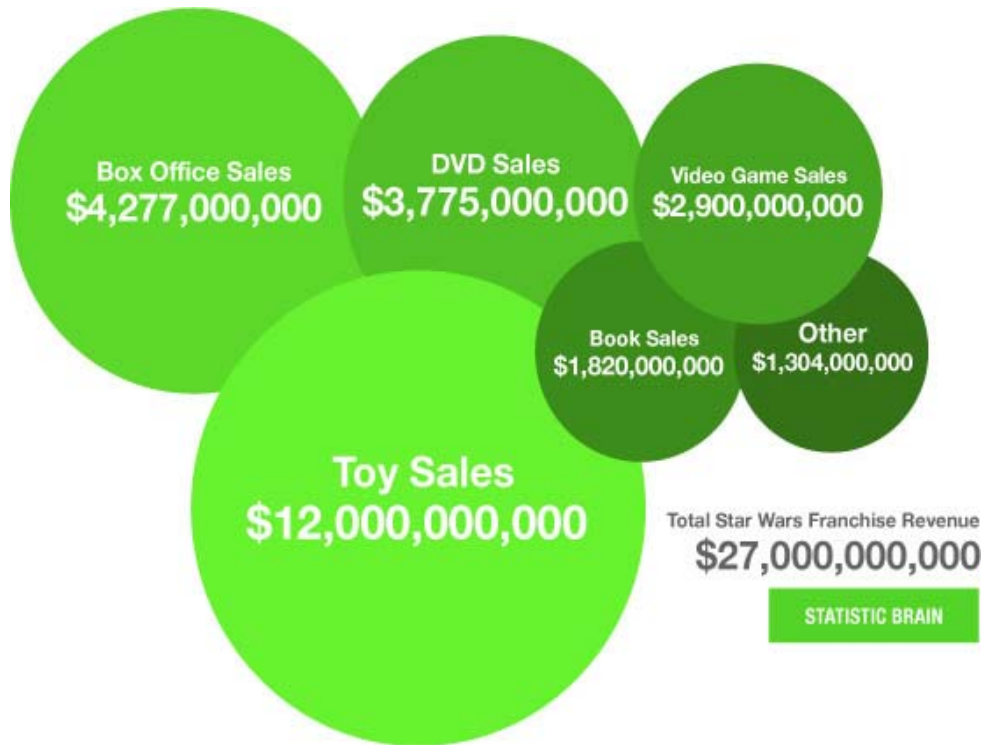 Box Office Sales
$4,277,000,000
DVD Sales
$3,775,000,000
Video Game Sales
$2,900,000,000
Book Sales
$1,820,000,000
Other
$1,304,000,000
Toy Sales
$12,000,000,000
Total Star Wars Franchise Revenue
$27,000,000,000
STATISTIC BRAIN